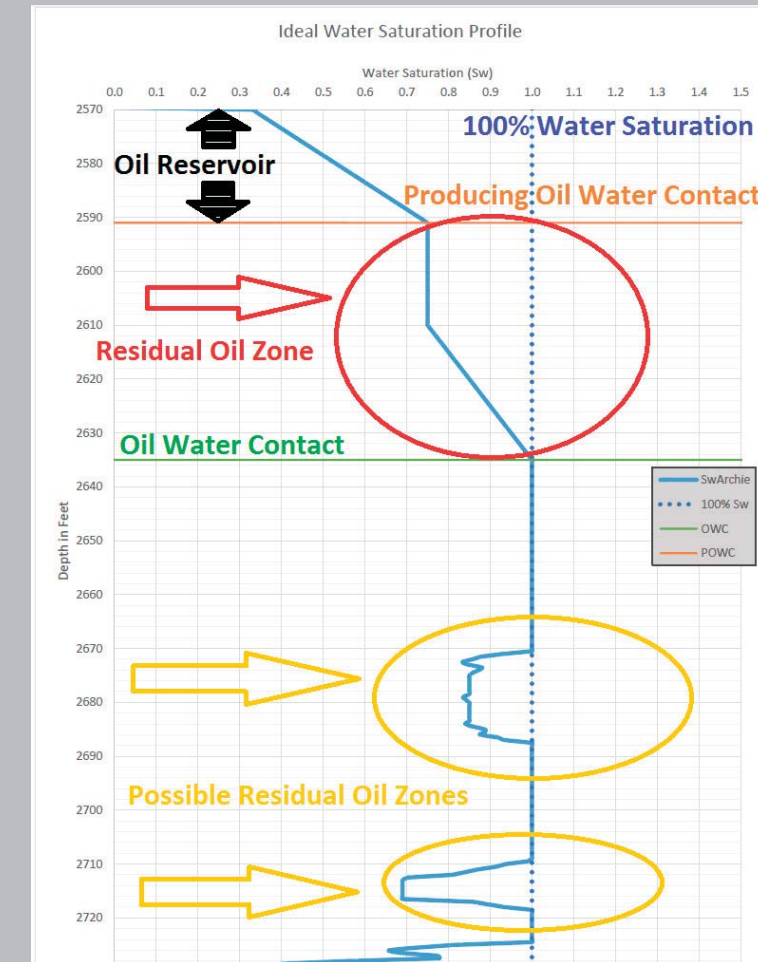 Ideal Water Saturation Profile
Water Saturation (Sw)
0.0 0.1 0.2 0.3 0.4 0.5 0.6 0.7 0.8 0.9 1.0 1.1 1.2 1.3 1.4 1.5
2570
100% Water Saturation
Oil Reservoir
2580
Producing Oil Water Contact
2590
2600
2610
Residual Oil Zone
2620
2630
Oil Water Contact
2640
SwArchie
100% Sw
OWC
POWC
Depth in Feet
2650
2660
2670
2680
2690
Possible Residual Oil Zones
2700
2710
2720